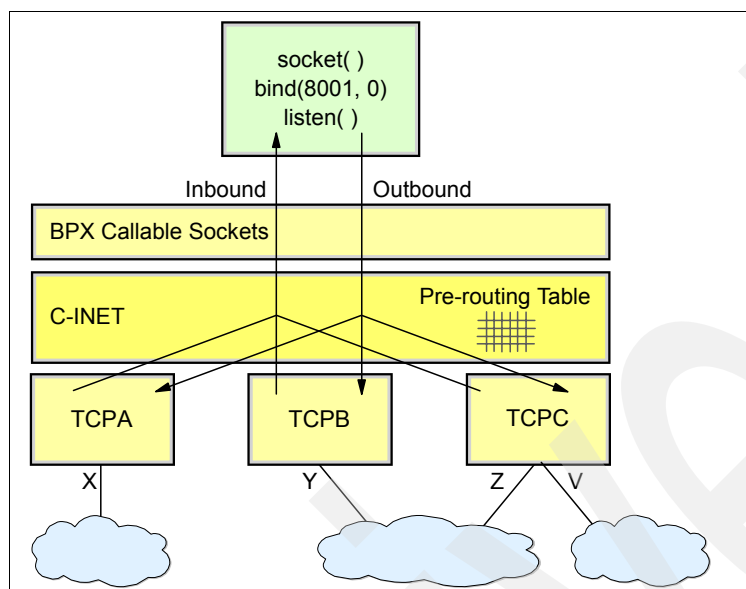 socket( )
bind(8001, 0)
listen( )
Inbound
Outbound
BPX Callable Sockets
C-INET
Pre-routing Table
TCPA
TCPB
TCPC
X
Y
Z
V